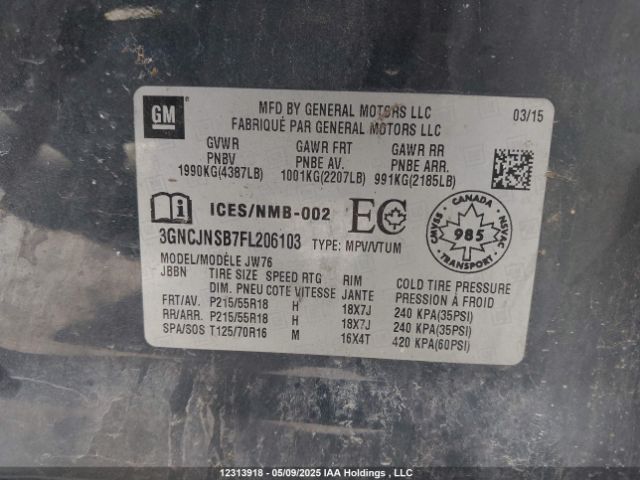 GM
MFD BY GENERAL MOTORS LLC
FABRIQUÉ PAR GENERAL MOTORS LLC
03/15
GVWR GAWR FRT GAWR RR
PNBV PNBE AV. PNBE ARR.
1990KG(4387LB) 1001KG(2207LB) 991KG(2185LB)
ICES/NMB-002 EC
CANADA
CMVSS 985 NSVAC
TRANSPORT
3GNCJNSB7FL206103 TYPE: MPV/VTUM
MODEL/MODÈLE JW76
JBBN TIRE SIZE SPEED RTG RIM COLD TIRE PRESSURE
DIM. PNEU COTE VITESSE JANTE PRESSION À FROID
FRT/AV. P215/55R18 H 18X7J 240 KPA(35PSI)
RR/ARR. P215/55R18 H 18X7J 240 KPA(35PSI)
SPA/SOS T125/70R16 M 16X4T 420 KPA(60PSI)
12313918 - 05/09/2025 IAA Holdings , LLC